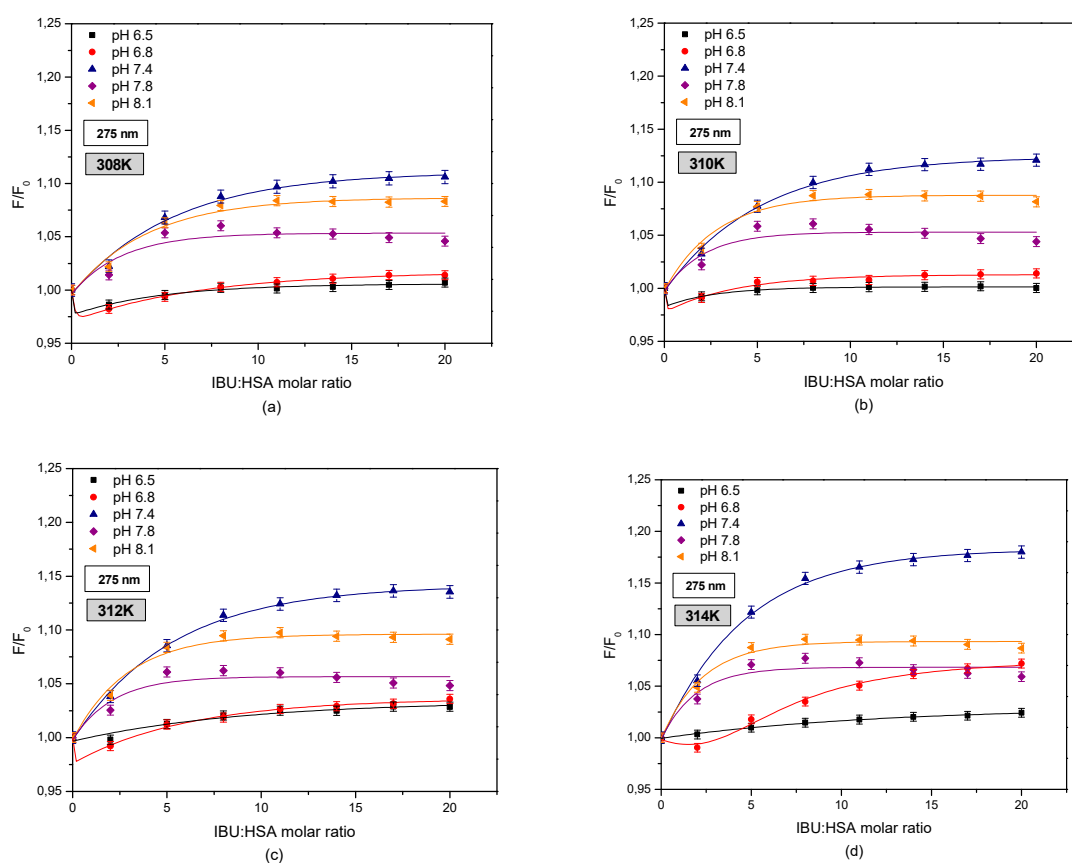 1,25
1,20
1,15
1,10
1,05
1,00
0,95
F/F0
pH 6.5
pH 6.8
pH 7.4
pH 7.8
pH 8.1
275 nm
308K
0 5 10 15 20
IBU:HSA molar ratio
(a)
1,25
1,20
1,15
1,10
1,05
1,00
0,95
F/F0
pH 6.5
pH 6.8
pH 7.4
pH 7.8
pH 8.1
275 nm
310K
0 5 10 15 20
IBU:HSA molar ratio
(b)
1,25
1,20
1,15
1,10
1,05
1,00
0,95
F/F0
pH 6.5
pH 6.8
pH 7.4
pH 7.8
pH 8.1
275 nm
312K
0 5 10 15 20
IBU:HSA molar ratio
(c)
1,25
1,20
1,15
1,10
1,05
1,00
0,95
F/F0
pH 6.5
pH 6.8
pH 7.4
pH 7.8
pH 8.1
275 nm
314K
0 5 10 15 20
IBU:HSA molar ratio
(d)